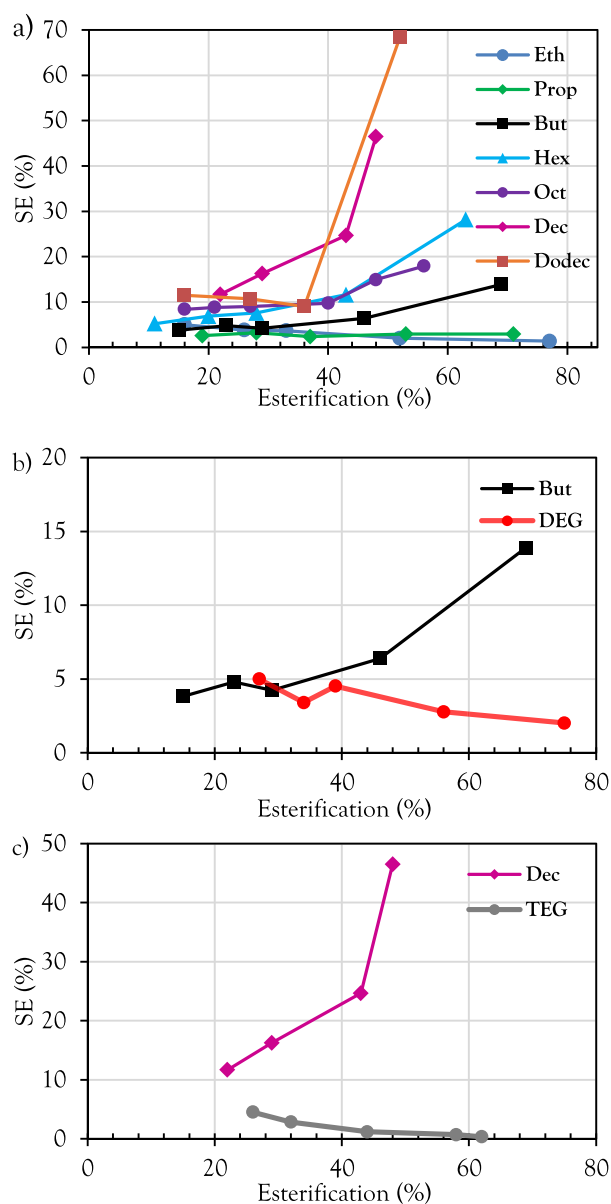 a)
70
60
50
40
30
20
10
0
SE (%)
0 20 40 60 80
Esterification (%)
Eth
Prop
But
Hex
Oct
Dec
Dodec
b)
20
15
10
5
0
SE (%)
0 20 40 60 80
Esterification (%)
But
DEG
c)
50
40
30
20
10
0
SE (%)
0 20 40 60 80
Esterification (%)
Dec
TEG